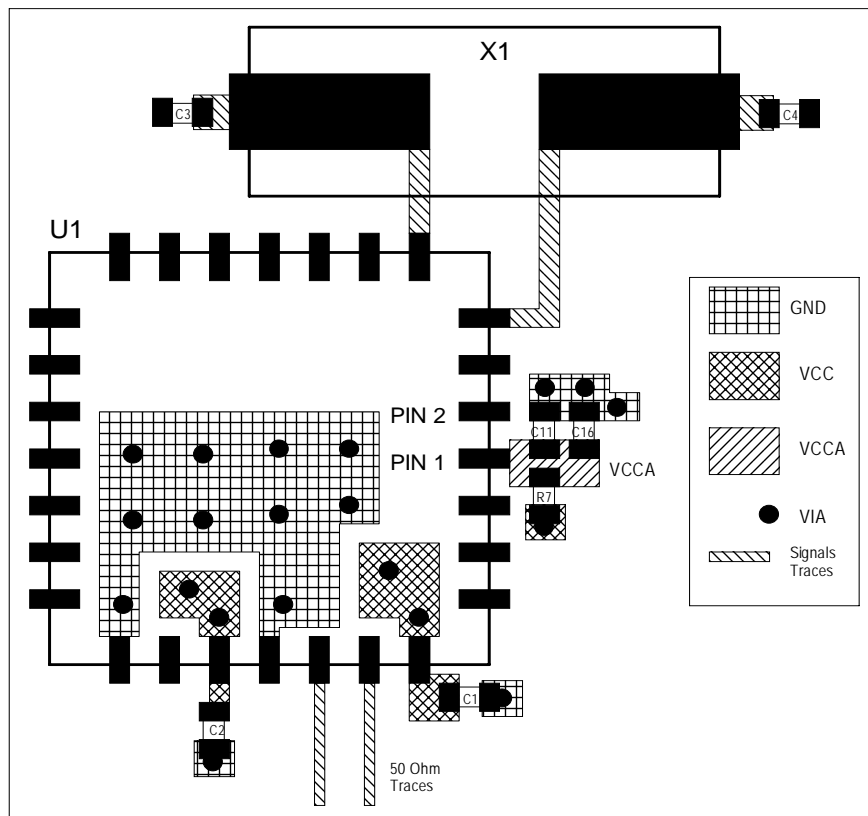 X1
C3
C4
U1
GND
VCC
PIN 2
C11
C16
PIN 1
VCCA
VCCA
R7
VIA
Signals
Traces
C1
C2
50 Ohm
Traces